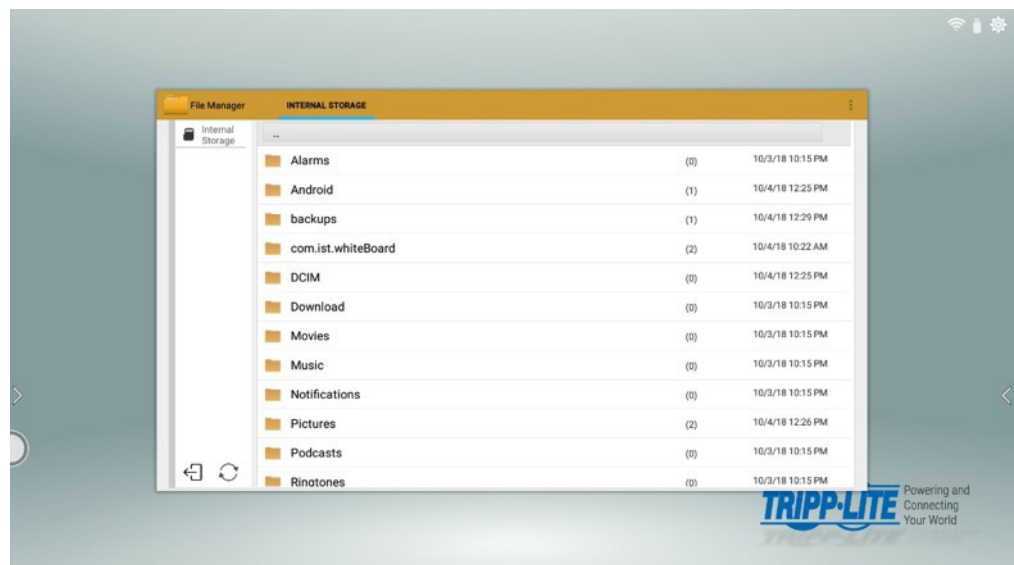 File Manager
INTERNAL STORAGE
Internal
Storage
..
Alarms (0) 10/3/18 10:15 PM
Android (1) 10/4/18 12:25 PM
backups (1) 10/4/18 12:29 PM
com.ist.whiteBoard (2) 10/4/18 10:22 AM
DCIM (0) 10/4/18 12:25 PM
Download (0) 10/3/18 10:15 PM
Movies (0) 10/3/18 10:15 PM
Music (0) 10/3/18 10:15 PM
Notifications (0) 10/3/18 10:15 PM
Pictures (2) 10/4/18 12:26 PM
Podcasts (0) 10/3/18 10:15 PM
Ringtones (0) 10/3/18 10:15 PM
TRIPP·LITE
Powering and
Connecting
Your World